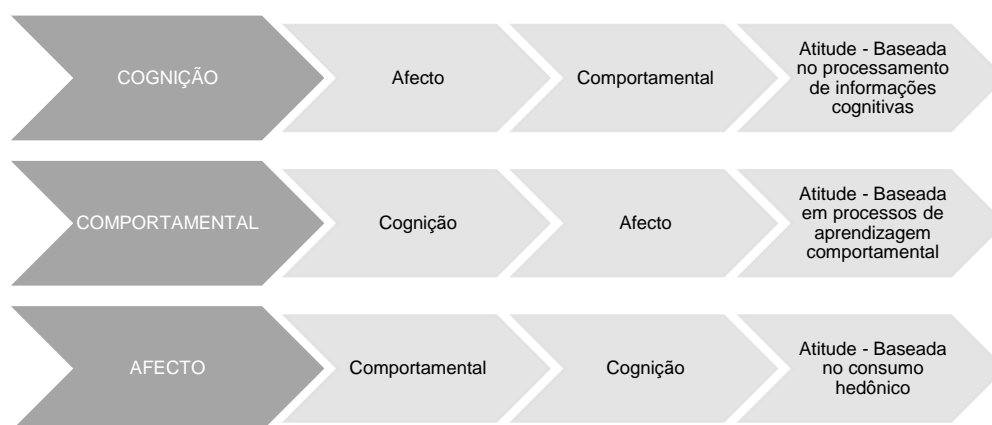 COGNIÇÃO
Afecto
Comportamental
Atitude - Baseada
no processamento
de informações
cognitivas
COMPORTAMENTAL
Cognição
Afecto
Atitude - Baseada
em processos de
aprendizagem
comportamental
AFECTO
Comportamental
Cognição
Atitude - Baseada
no consumo
hedônico